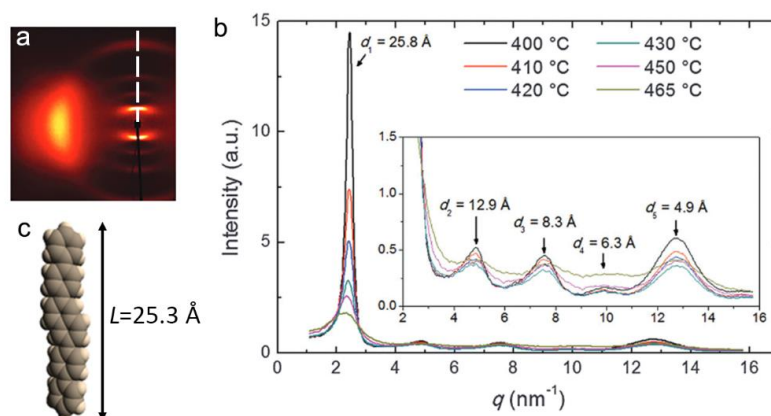 a
b
c
L=25.3 Å
Intensity (a.u.)
15
10
5
0
d1 = 25.8 Å
400 °C
410 °C
420 °C
430 °C
450 °C
465 °C
1.5
1.0
0.5
0.0
d2 = 12.9 Å
d3 = 8.3 Å
d4 = 6.3 Å
d5 = 4.9 Å
2 4 6 8 10 12 14 16
0 2 4 6 8 10 12 14 16
q (nm⁻¹)